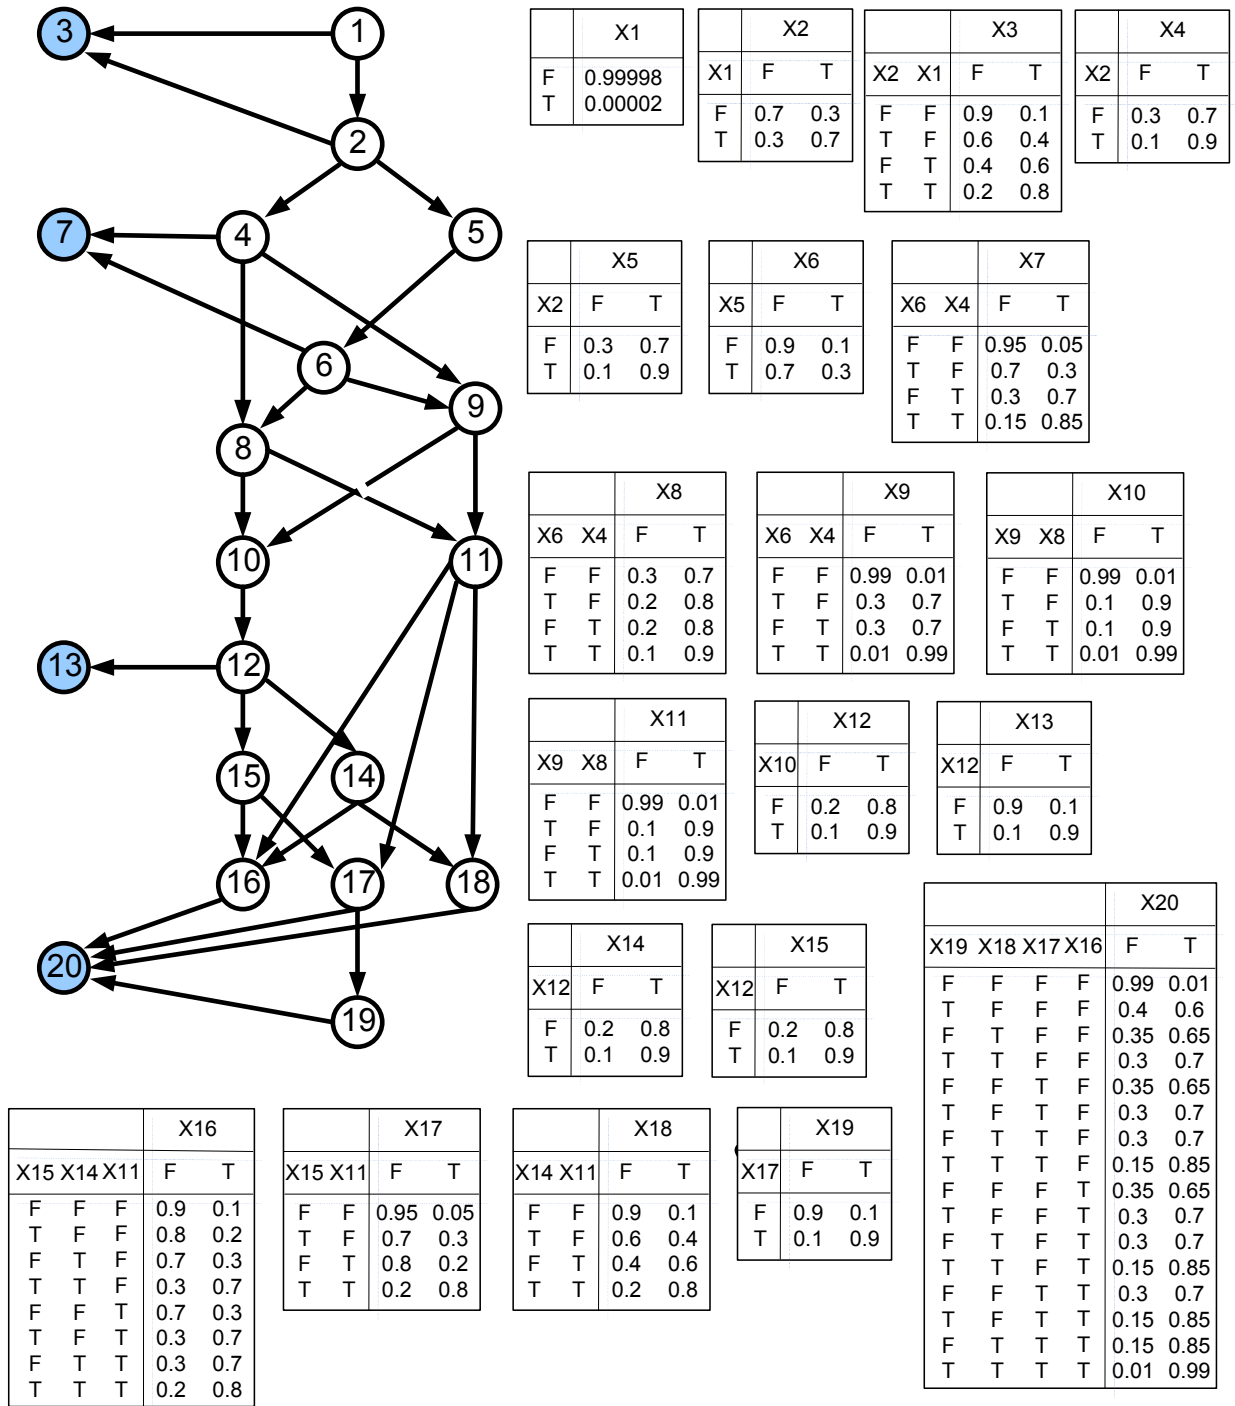 3 1
2
7 4 5
6
9
8
10 11
13 12
15 14
16 17 18
20
19
X1
F 0.99998
T 0.00002
X2
X1 F T
F 0.7 0.3
T 0.3 0.7
X3
X2 X1 F T
F F 0.9 0.1
T F 0.6 0.4
F T 0.4 0.6
T T 0.2 0.8
X4
X2 F T
F 0.3 0.7
T 0.1 0.9
X5
X2 F T
F 0.3 0.7
T 0.1 0.9
X6
X5 F T
F 0.9 0.1
T 0.7 0.3
X7
X6 X4 F T
F F 0.95 0.05
T F 0.7 0.3
F T 0.3 0.7
T T 0.15 0.85
X8
X6 X4 F T
F F 0.3 0.7
T F 0.2 0.8
F T 0.2 0.8
T T 0.1 0.9
X9
X6 X4 F T
F F 0.99 0.01
T F 0.3 0.7
F T 0.3 0.7
T T 0.01 0.99
X10
X9 X8 F T
F F 0.99 0.01
T F 0.1 0.9
F T 0.1 0.9
T T 0.01 0.99
X11
X9 X8 F T
F F 0.99 0.01
T F 0.1 0.9
F T 0.1 0.9
T T 0.01 0.99
X12
X10 F T
F 0.2 0.8
T 0.1 0.9
X13
X12 F T
F 0.9 0.1
T 0.1 0.9
X14
X12 F T
F 0.2 0.8
T 0.1 0.9
X15
X12 F T
F 0.2 0.8
T 0.1 0.9
X20
X19 X18 X17 X16 F T
F F F F 0.99 0.01
T F F F 0.4 0.6
F T F F 0.35 0.65
T T F F 0.3 0.7
F F T F 0.35 0.65
T F T F 0.3 0.7
F T T F 0.3 0.7
T T T F 0.15 0.85
F F F T 0.35 0.65
T F F T 0.3 0.7
F T F T 0.3 0.7
T T F T 0.15 0.85
F F T T 0.3 0.7
T F T T 0.15 0.85
F T T T 0.15 0.85
T T T T 0.01 0.99
X16
X15 X14 X11 F T
F F F 0.9 0.1
T F F 0.8 0.2
F T F 0.7 0.3
T T F 0.3 0.7
F F T 0.7 0.3
T F T 0.3 0.7
F T T 0.3 0.7
T T T 0.2 0.8
X17
X15 X11 F T
F F 0.95 0.05
T F 0.7 0.3
F T 0.8 0.2
T T 0.2 0.8
X18
X14 X11 F T
F F 0.9 0.1
T F 0.6 0.4
F T 0.4 0.6
T T 0.2 0.8
X19
X17 F T
F 0.9 0.1
T 0.1 0.9